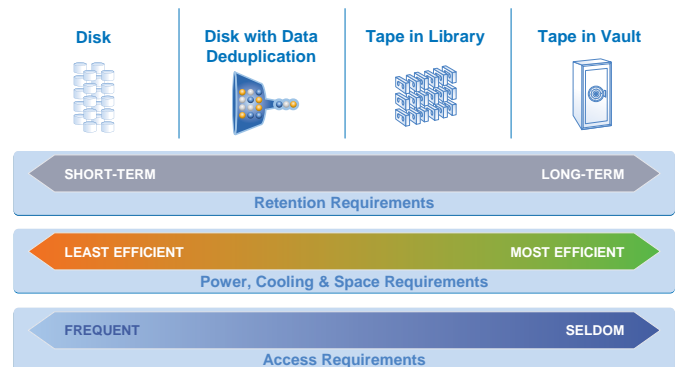 Disk
Disk with Data
Deduplication
Tape in Library
Tape in Vault
SHORT-TERM
LONG-TERM
Retention Requirements
LEAST EFFICIENT
MOST EFFICIENT
Power, Cooling & Space Requirements
FREQUENT
SELDOM
Access Requirements